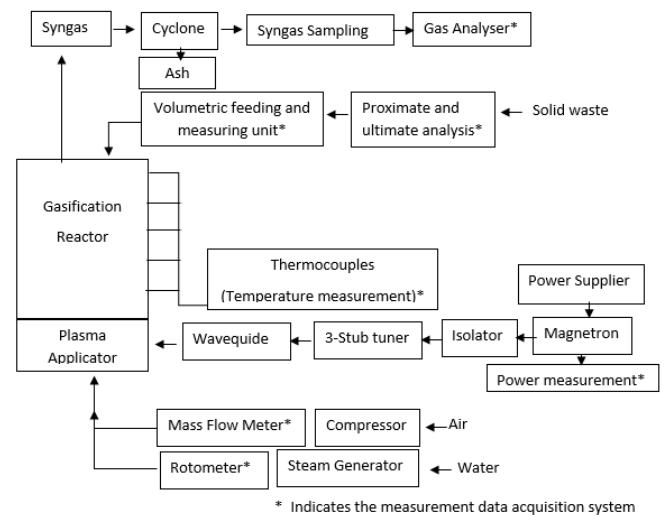 Syngas
Cyclone
Syngas Sampling
Gas Analyser*
Ash
Volumetric feeding and
measuring unit*
Proximate and
ultimate analysis*
Solid waste
Gasification
Reactor
Thermocouples
(Temperature measurement)*
Power Supplier
Plasma
Applicator
Wavequide
3-Stub tuner
Isolator
Magnetron
Power measurement*
Mass Flow Meter*
Compressor
Air
Rotometer*
Steam Generator
Water
* Indicates the measurement data acquisition system